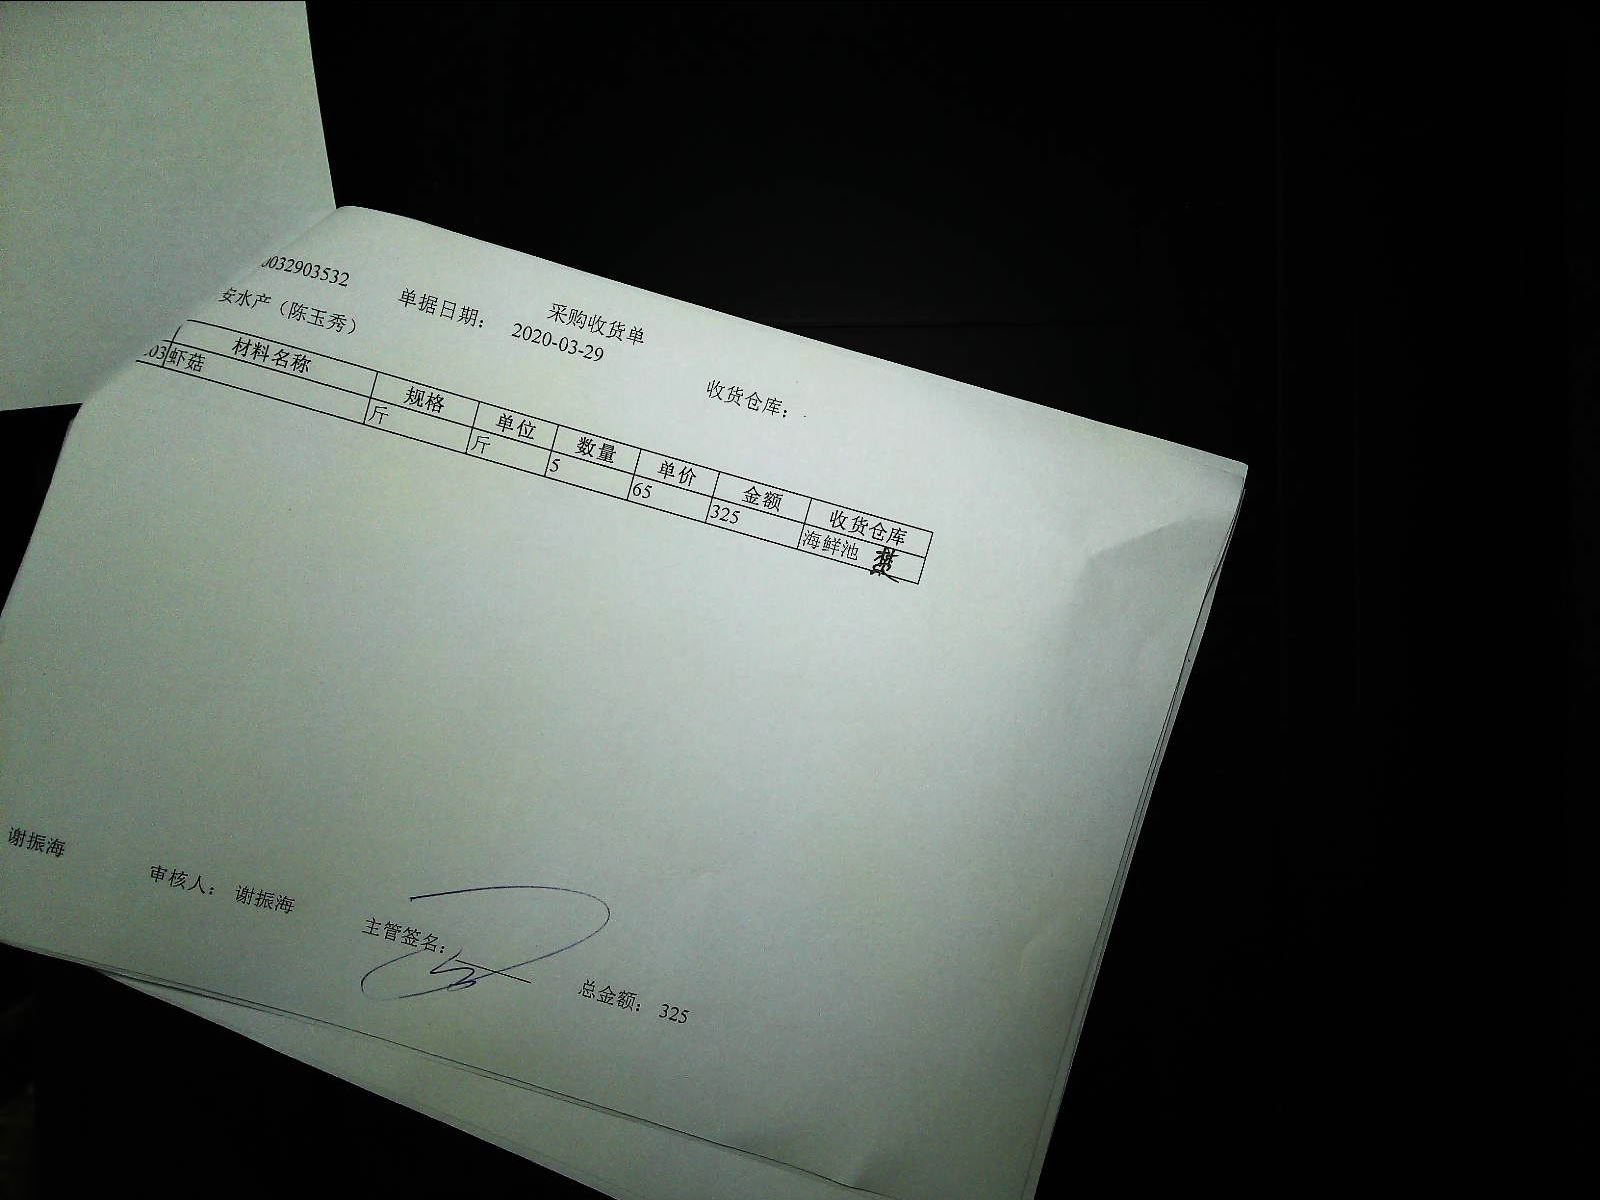 采购收货单
0032903532 单据日期: 2020-03-29 收货仓库:
安水产（陈玉秀）
材料名称 规格 单位 数量 单价 金额 收货仓库
03 虾菇 斤 斤 5 65 325 海鲜池
谢振海 审核人: 谢振海 主管签名: 总金额: 325